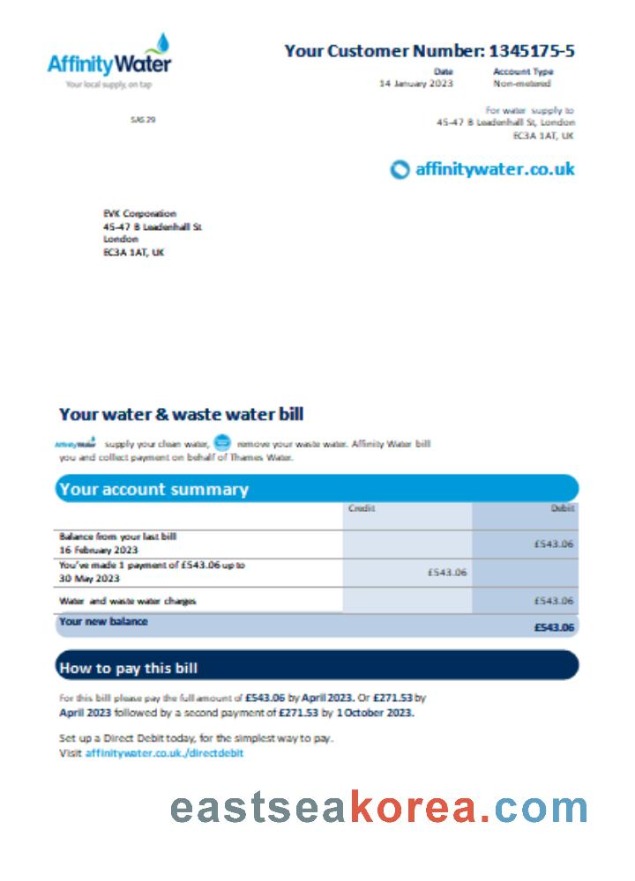 Affinity Water
Your local supply, on tap
Your Customer Number: 1345175-5
Date Account Type
14 January 2023 Non-metered
SAS 29
For water supply to
45-47 B Leadenhall St, London
EC3A 1AT, UK
affinitywater.co.uk
EVK Corporation
45-47 B Leadenhall St
London
EC3A 1AT, UK
Your water & waste water bill
AffinityWater supply your clean water, remove your waste water. Affinity Water bill
you and collect payment on behalf of Thames Water.
Your account summary
Credit Debit
Balance from your last bill
16 February 2023 £543.06
You've made 1 payment of £543.06 up to
30 May 2023 £543.06
Water and waste water charges £543.06
Your new balance £543.06
How to pay this bill
For this bill please pay the full amount of £543.06 by April 2023. Or £271.53 by
April 2023 followed by a second payment of £271.53 by 1 October 2023.
Set up a Direct Debit today, for the simplest way to pay.
Visit affinitywater.co.uk./directdebit
eastseakorea.com